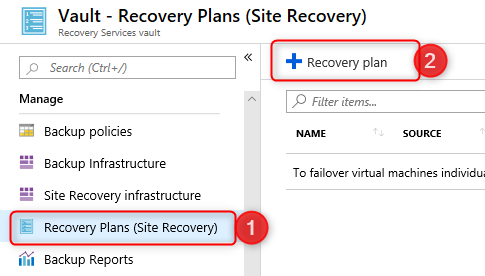 Vault - Recovery Plans (Site Recovery)
Recovery Services vault
Search (Ctrl+/)
Manage
Backup policies
Backup Infrastructure
Site Recovery infrastructure
Recovery Plans (Site Recovery)
1
Backup Reports
+ Recovery plan
2
Filter items...
NAME SOURCE
To failover virtual machines individua